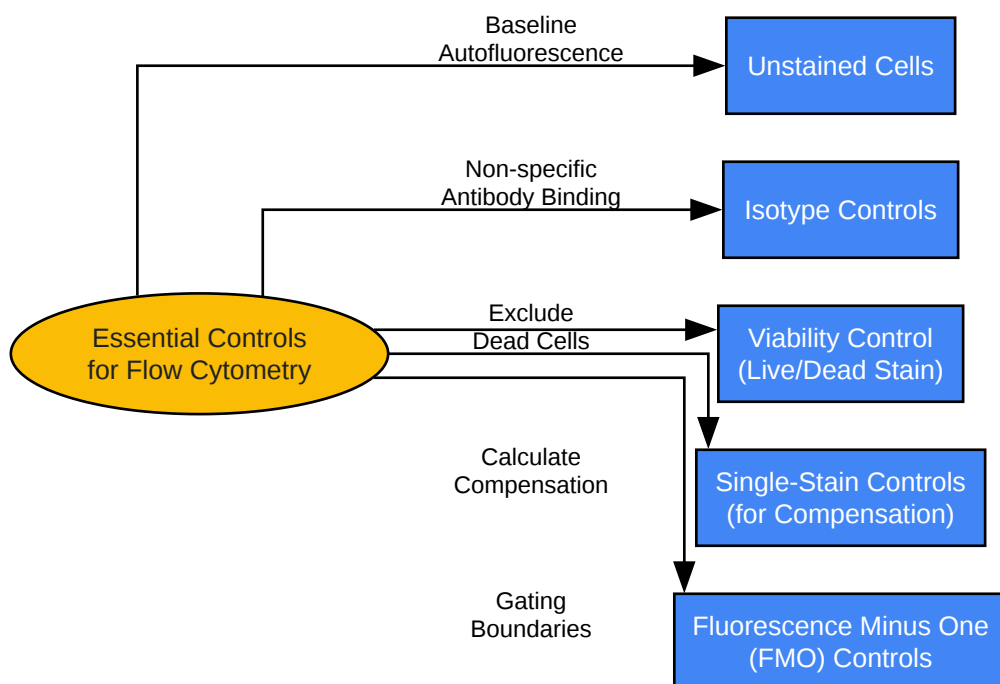 Baseline
Autofluorescence
Unstained Cells
Non-specific
Antibody Binding
Isotype Controls
Essential Controls
for Flow Cytometry
Exclude
Dead Cells
Viability Control
(Live/Dead Stain)
Calculate
Compensation
Single-Stain Controls
(for Compensation)
Gating
Boundaries
Fluorescence Minus One
(FMO) Controls